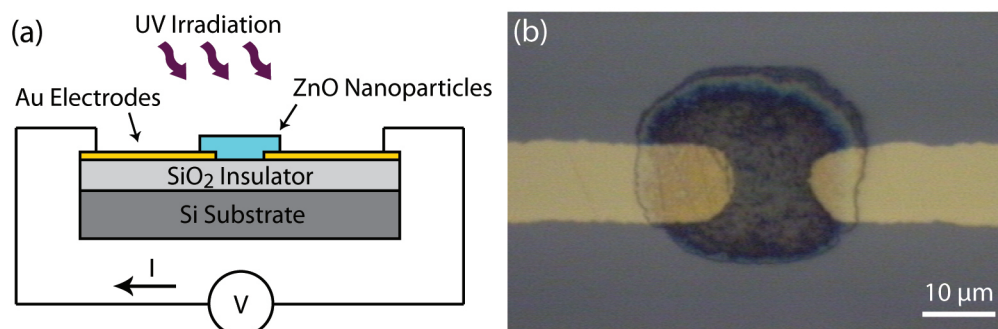 (a)
UV Irradiation
Au Electrodes
ZnO Nanoparticles
SiO₂ Insulator
Si Substrate
I
V
(b)
10 µm